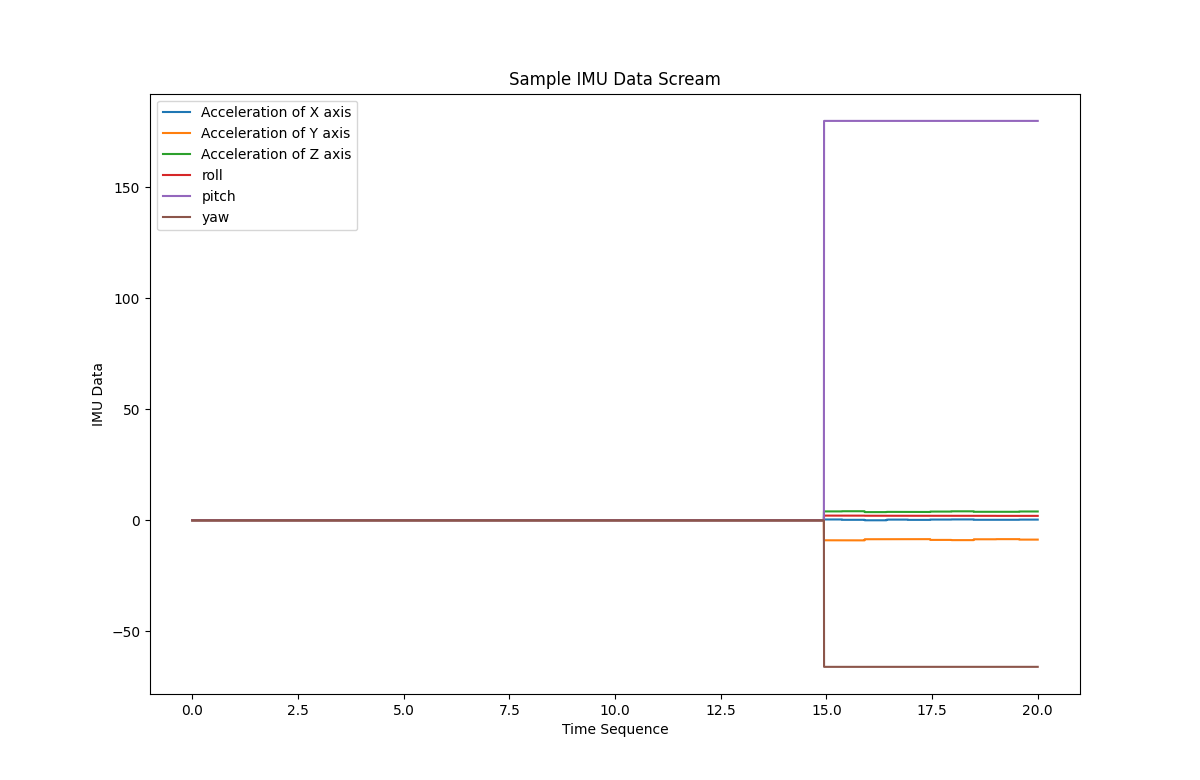 Sample IMU Data Scream
Acceleration of X axis
Acceleration of Y axis
Acceleration of Z axis
roll
pitch
yaw
150
100
50
0
−50
IMU Data
0.0 2.5 5.0 7.5 10.0 12.5 15.0 17.5 20.0
Time Sequence